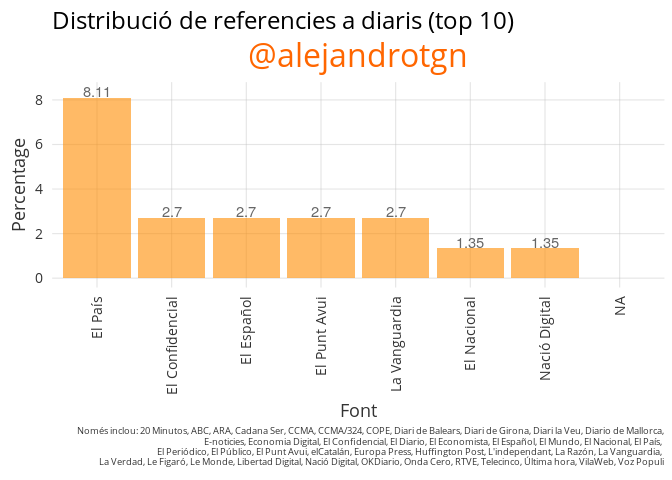 Distribució de referencies a diaris (top 10)
@alejandrotgn
Percentage
8
6
4
2
0
8.11
2.7
2.7
2.7
2.7
1.35
1.35
El País
El Confidencial
El Español
El Punt Avui
La Vanguardia
El Nacional
Nació Digital
NA
Font
Només inclou: 20 Minutos, ABC, ARA, Cadana Ser, CCMA, CCMA/324, COPE, Diari de Balears, Diari de Girona, Diari la Veu, Diario de Mallorca,
E-noticies, Economia Digital, El Confidencial, El Diario, El Economista, El Español, El Mundo, El Nacional, El País,
El Periódico, El Público, El Punt Avui, elCatalán, Europa Press, Huffington Post, L'independant, La Razón, La Vanguardia,
La Verdad, Le Figaró, Le Monde, Libertad Digital, Nació Digital, OKDiario, Onda Cero, RTVE, Telecinco, Última hora, VilaWeb, Voz Populi